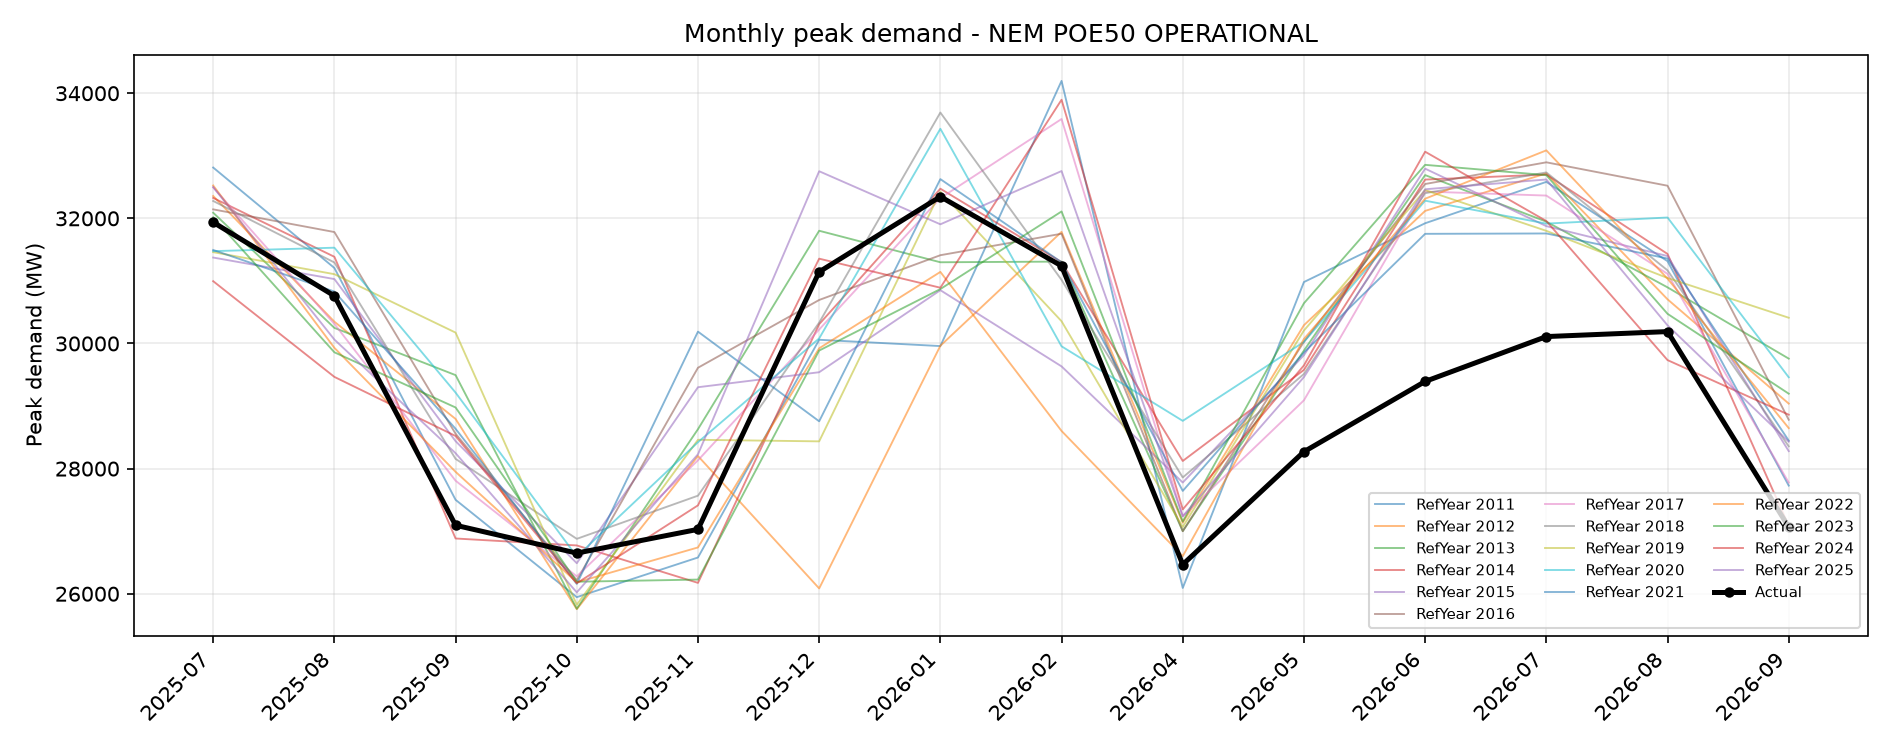 Monthly peak demand - NEM POE50 OPERATIONAL
Peak demand (MW)
34000
32000
30000
28000
26000
2025-07
2025-08
2025-09
2025-10
2025-11
2025-12
2026-01
2026-02
2026-04
2026-05
2026-06
2026-07
2026-08
2026-09
RefYear 2011
RefYear 2012
RefYear 2013
RefYear 2014
RefYear 2015
RefYear 2016
RefYear 2017
RefYear 2018
RefYear 2019
RefYear 2020
RefYear 2021
RefYear 2022
RefYear 2023
RefYear 2024
RefYear 2025
Actual